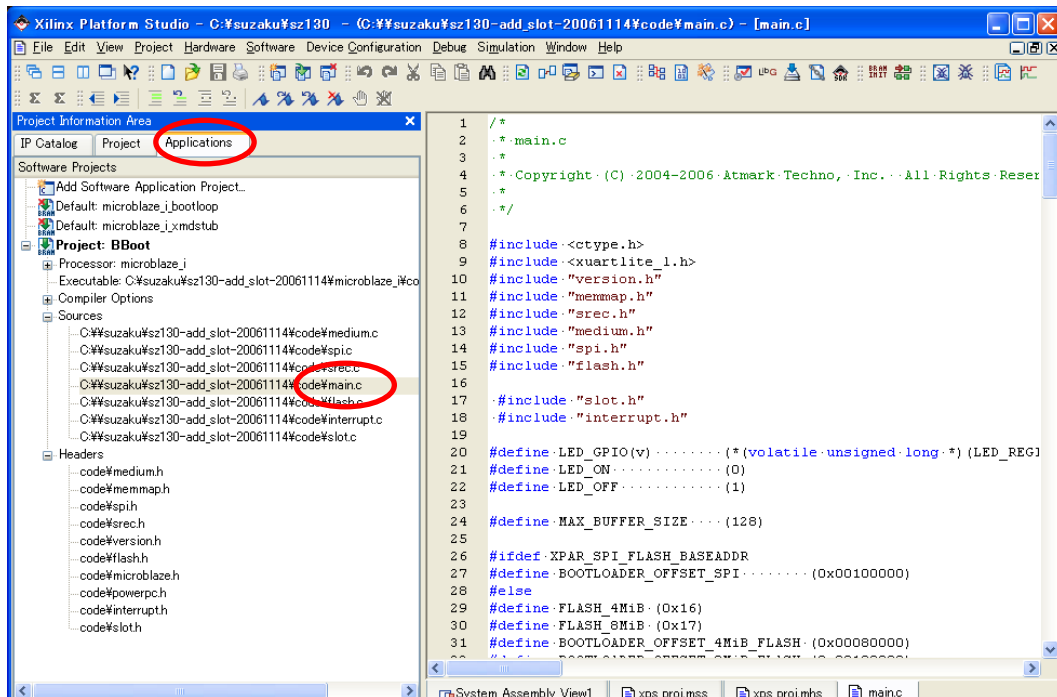 Xilinx Platform Studio - C:¥suzaku¥sz130 - (C:¥¥suzaku¥sz130-add_slot-20061114¥code¥main.c) - [main.c]
File Edit View Project Hardware Software Device Configuration Debug Simulation Window Help
Project Information Area
IP Catalog Project Applications
Software Projects
Add Software Application Project...
Default: microblaze_i_bootloop
Default: microblaze_i_xmdstub
Project: BBoot
Processor: microblaze_i
Executable: C:¥suzaku¥sz130-add_slot-20061114¥microblaze_i¥co
Compiler Options
Sources
C:¥¥suzaku¥sz130-add_slot-20061114¥code¥medium.c
C:¥¥suzaku¥sz130-add_slot-20061114¥code¥spi.c
C:¥¥suzaku¥sz130-add_slot-20061114¥code¥srec.c
C:¥¥suzaku¥sz130-add_slot-20061114¥code¥main.c
C:¥¥suzaku¥sz130-add_slot-20061114¥code¥flash.c
C:¥¥suzaku¥sz130-add_slot-20061114¥code¥interrupt.c
C:¥¥suzaku¥sz130-add_slot-20061114¥code¥slot.c
Headers
code¥medium.h
code¥memmap.h
code¥spi.h
code¥srec.h
code¥version.h
code¥flash.h
code¥microblaze.h
code¥powerpc.h
code¥interrupt.h
code¥slot.h
1 /*
2 ·* main.c
3 ·*
4 ·* Copyright (C) 2004-2006 Atmark Techno, Inc. All Rights Reser
5 ·*
6 ·*/
7
8 #include <ctype.h>
9 #include <xuartlite_l.h>
10 #include "version.h"
11 #include "memmap.h"
12 #include "srec.h"
13 #include "medium.h"
14 #include "spi.h"
15 #include "flash.h"
16
17 ·#include "slot.h"
18 ·#include "interrupt.h"
19
20 #define LED_GPIO(v) ········ (*(volatile unsigned long *)(LED_REGI
21 #define LED_ON ············· (0)
22 #define LED_OFF ············ (1)
23
24 #define MAX_BUFFER_SIZE ···· (128)
25
26 #ifdef XPAR_SPI_FLASH_BASEADDR
27 #define BOOTLOADER_OFFSET_SPI ········ (0x00100000)
28 #else
29 #define FLASH_4MiB (0x16)
30 #define FLASH_8MiB (0x17)
31 #define BOOTLOADER_OFFSET_4MiB_FLASH (0x00080000)
System Assembly View1 xps_proj.mss xps_proj.mhs main.c